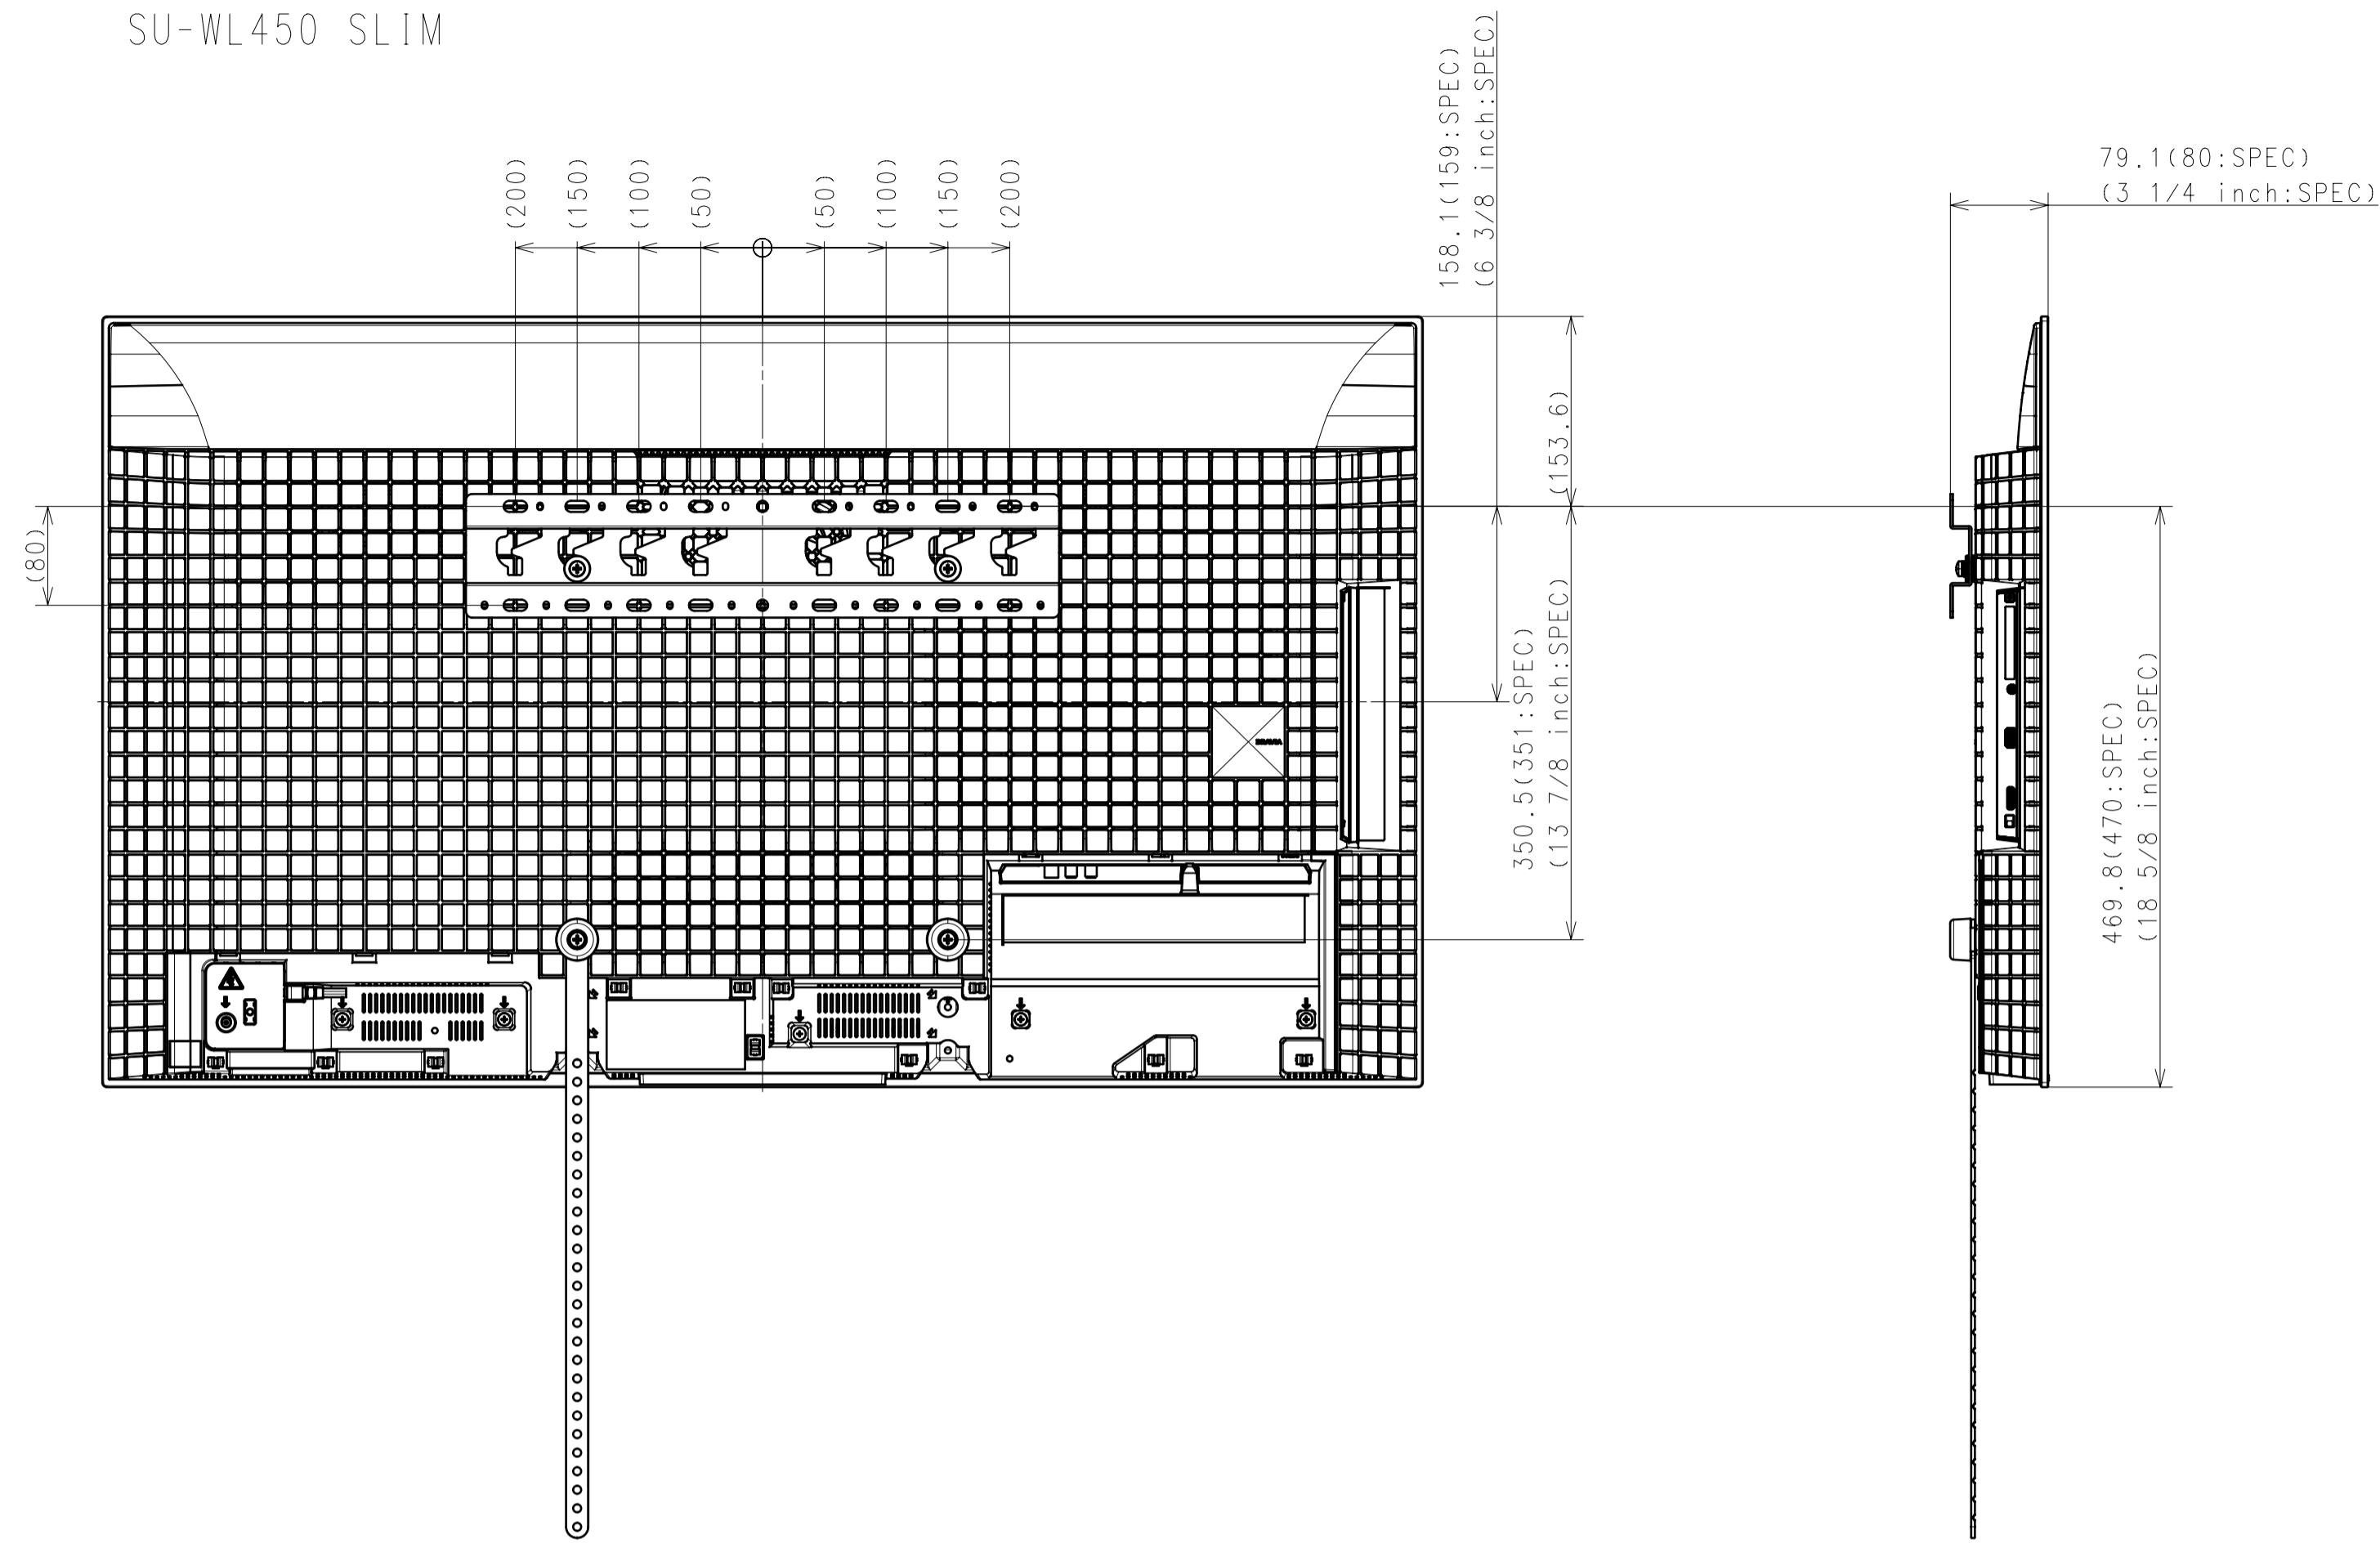 SU-WL450 SLIM
158.1(159:SPEC)
(6 3/8 inch:SPEC)
79.1(80:SPEC)
(3 1/4 inch:SPEC)
(200)
(150)
(100)
(50)
(50)
(100)
(150)
(200)
(153.6)
(80)
350.5(351:SPEC)
(13 7/8 inch:SPEC)
469.8(470:SPEC)
(18 5/8 inch:SPEC)
BRAVIA